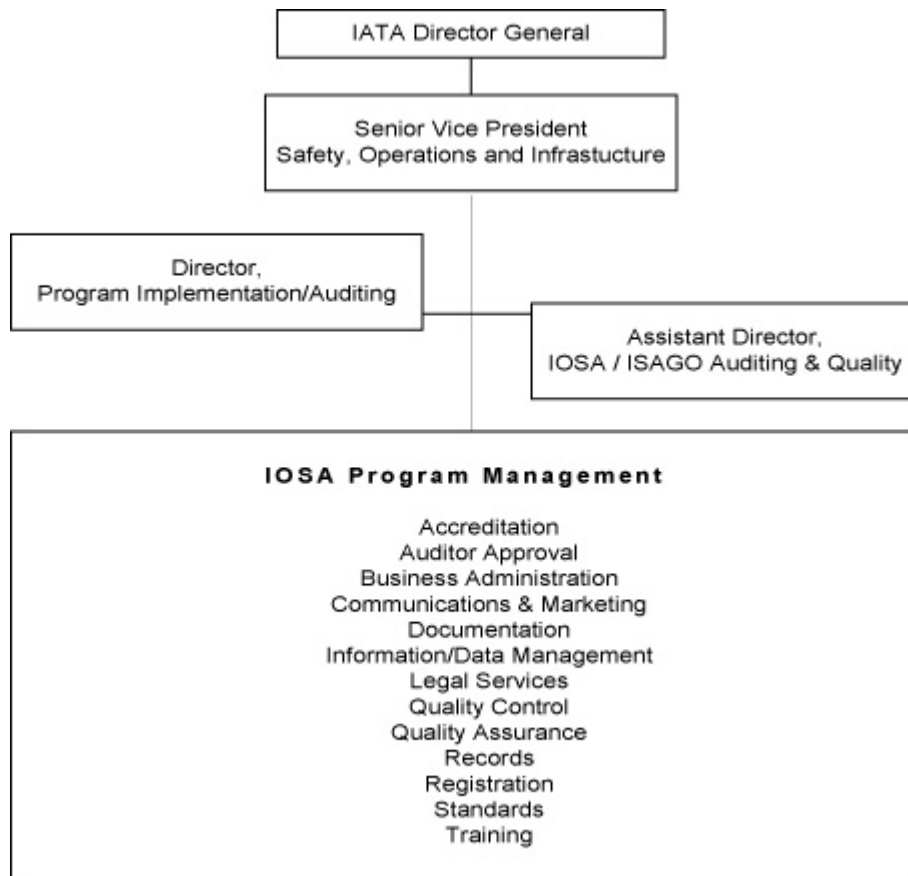 IATA Director General
Senior Vice President
Safety, Operations and Infrastucture
Director,
Program Implementation/Auditing
Assistant Director,
IOSA / ISAGO Auditing & Quality
IOSA Program Management
Accreditation
Auditor Approval
Business Administration
Communications & Marketing
Documentation
Information/Data Management
Legal Services
Quality Control
Quality Assurance
Records
Registration
Standards
Training